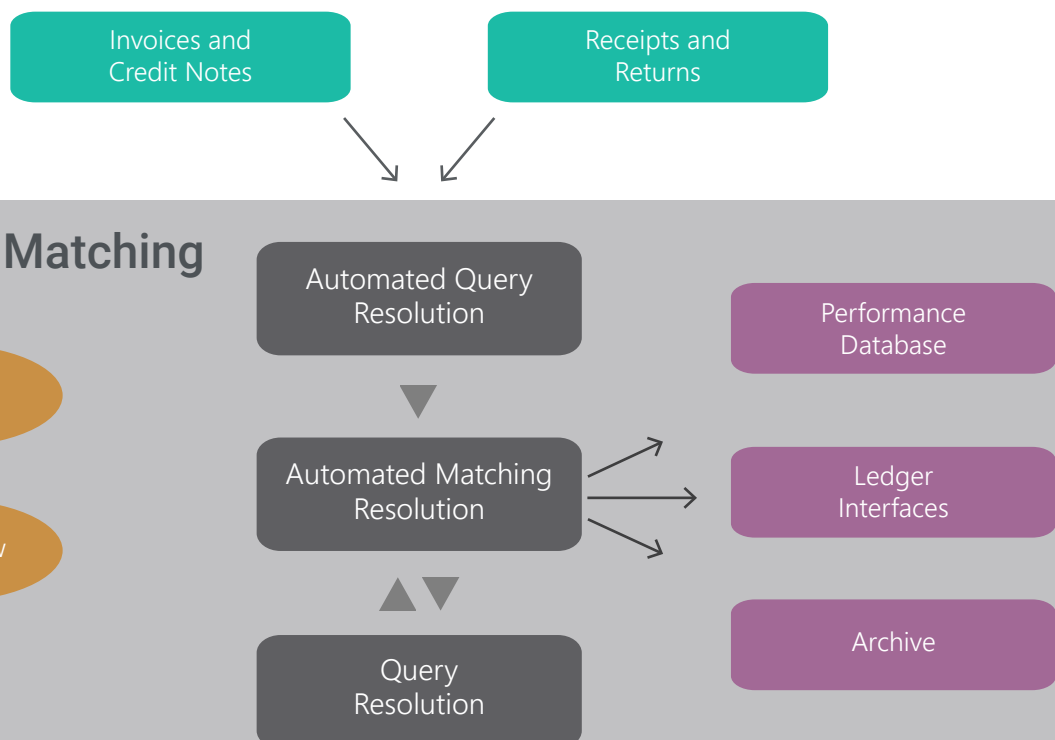 Invoices and
Credit Notes
Receipts and
Returns
Matching
Automated Query
Resolution
Performance
Database
Automated Matching
Resolution
Ledger
Interfaces
Query
Resolution
Archive